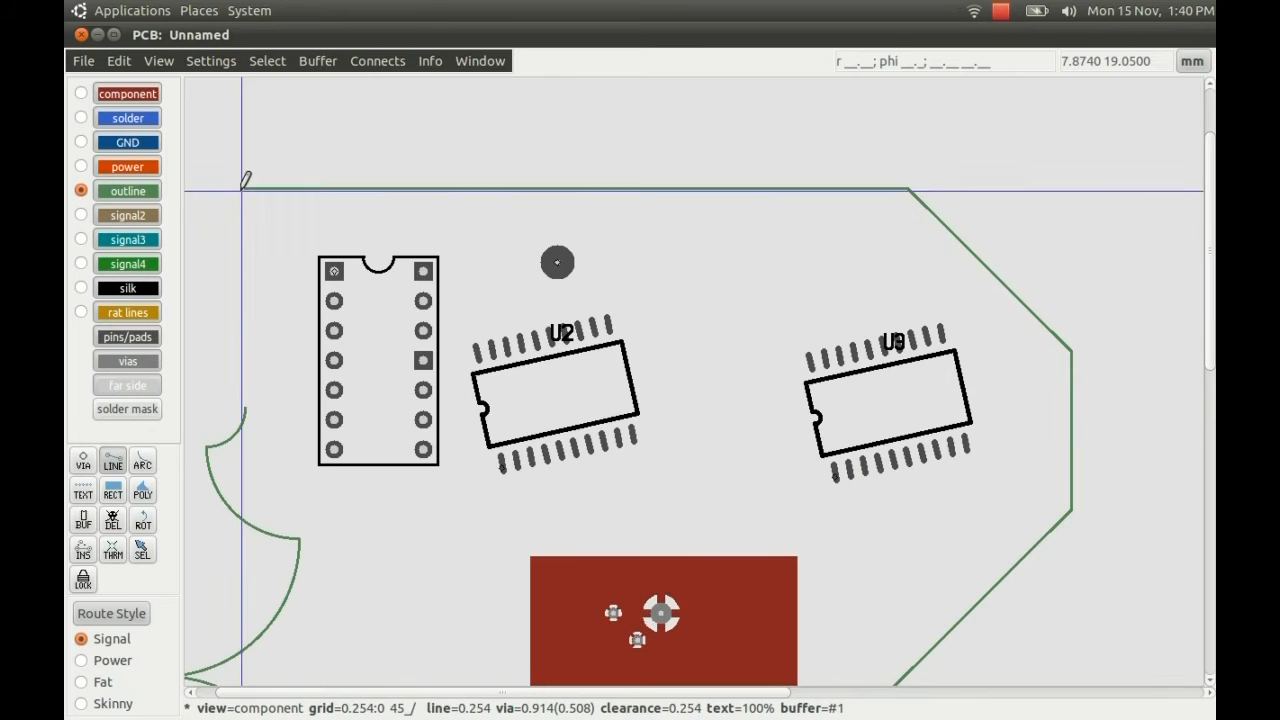 Applications Places System
Mon 15 Nov, 1:40 PM
PCB: Unnamed
File Edit View Settings Select Buffer Connects Info Window
r __.__; phi __._; __.__ __.__
7.8740 19.0500
mm
component
solder
GND
power
outline
signal2
signal3
signal4
silk
rat lines
pins/pads
vias
far side
solder mask
VIA LINE ARC
TEXT RECT POLY
BUF DEL ROT
INS THRM SEL
LOCK
Route Style
Signal
Power
Fat
Skinny
U2
U3
* view=component grid=0.254:0 45_/ line=0.254 via=0.914(0.508) clearance=0.254 text=100% buffer=#1